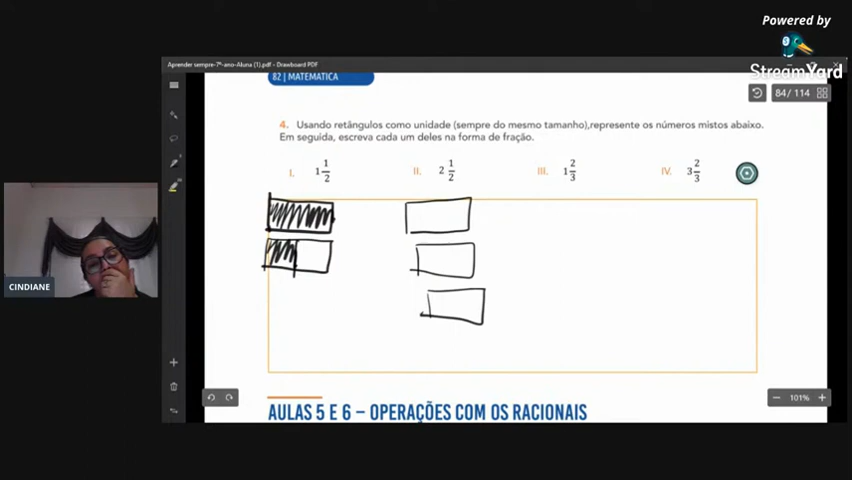 Powered by
StreamYard
Aprender sempre-7º-ano-Aluna (1).pdf - Drawboard PDF
82 | MATEMÁTICA
84 / 114
4. Usando retângulos como unidade (sempre do mesmo tamanho),represente os números mistos abaixo.
Em seguida, escreva cada um deles na forma de fração.
I. 1 1/2 II. 2 1/2 III. 1 2/3 IV. 3 2/3
CINDIANE
101%
AULAS 5 E 6 – OPERAÇÕES COM OS RACIONAIS